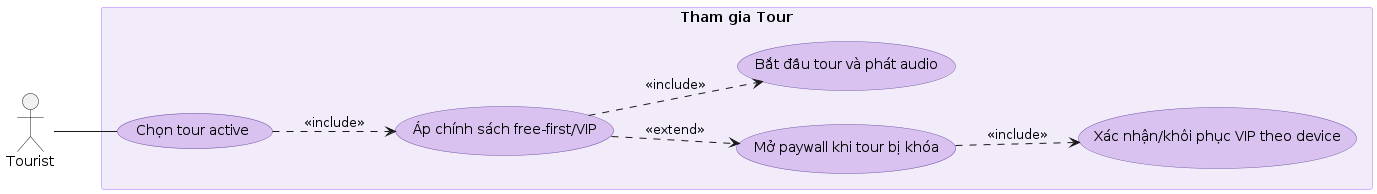 Tham gia Tour
Bắt đầu tour và phát audio
«include»
Chọn tour active
«include»
Áp chính sách free-first/VIP
«extend»
Mở paywall khi tour bị khóa
«include»
Xác nhận/khôi phục VIP theo device
Tourist